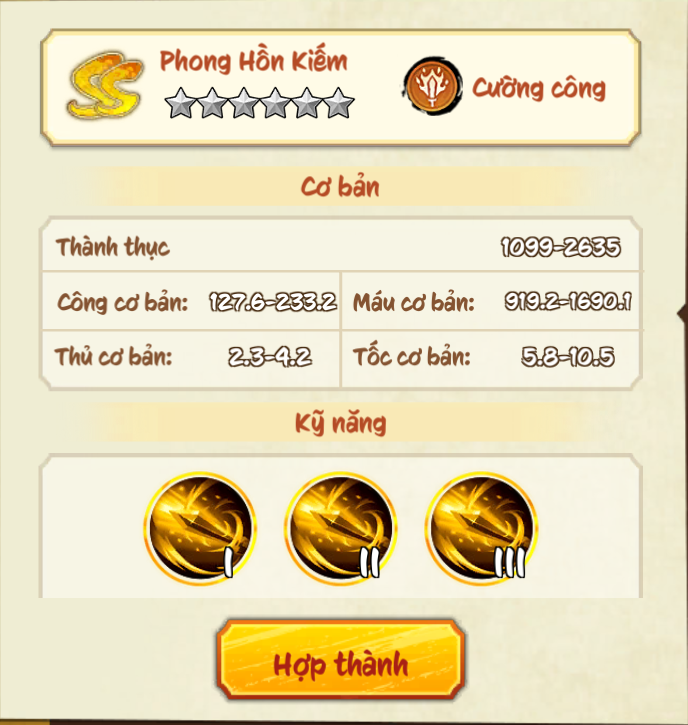 Phong Hồn Kiếm
Cường công
Cơ bản
Thành thục 1099-2635
Công cơ bản: 127.6-233.2 Máu cơ bản: 919.2-1690.1
Thủ cơ bản: 2.3-4.2 Tốc cơ bản: 5.8-10.5
Kỹ năng
I II III
Hợp thành